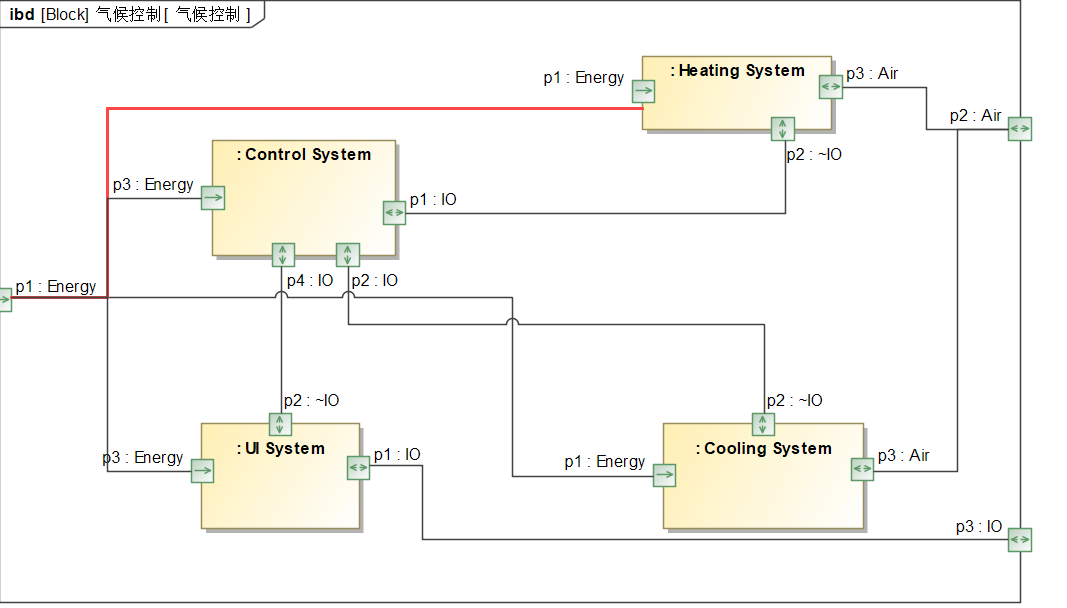 ibd [Block] 气候控制[ 气候控制 ]
: Heating System
p1 : Energy
p3 : Air
p2 : Air
p2 : ~IO
: Control System
p3 : Energy
p1 : IO
p4 : IO
p2 : IO
p1 : Energy
p2 : ~IO
: UI System
p3 : Energy
p1 : IO
p2 : ~IO
: Cooling System
p1 : Energy
p3 : Air
p3 : IO